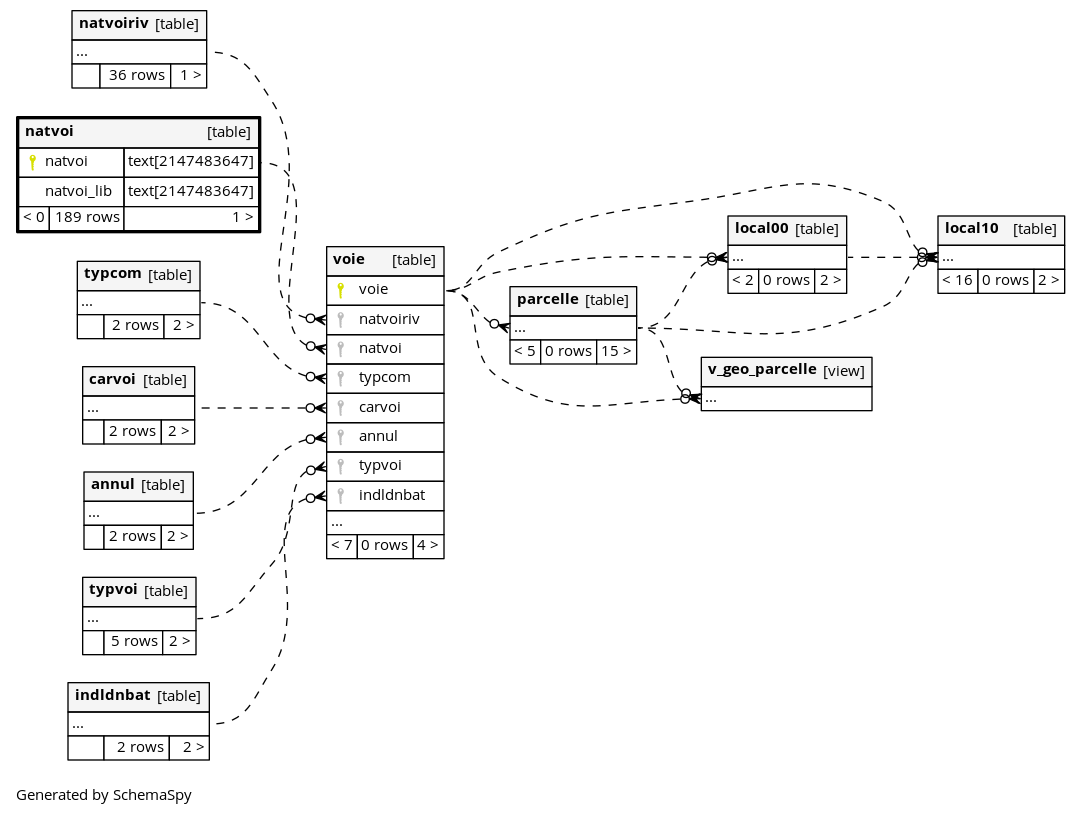 natvoiriv [table]
...
36 rows 1 >
natvoi [table]
natvoi text[2147483647]
natvoi_lib text[2147483647]
< 0 189 rows 1 >
typcom [table]
...
2 rows 2 >
carvoi [table]
...
2 rows 2 >
annul [table]
...
2 rows 2 >
typvoi [table]
...
5 rows 2 >
indldnbat [table]
...
2 rows 2 >
voie [table]
voie
natvoiriv
natvoi
typcom
carvoi
annul
typvoi
indldnbat
...
< 7 0 rows 4 >
parcelle [table]
...
< 5 0 rows 15 >
local00 [table]
...
< 2 0 rows 2 >
v_geo_parcelle [view]
...
local10 [table]
...
< 16 0 rows 2 >
Generated by SchemaSpy